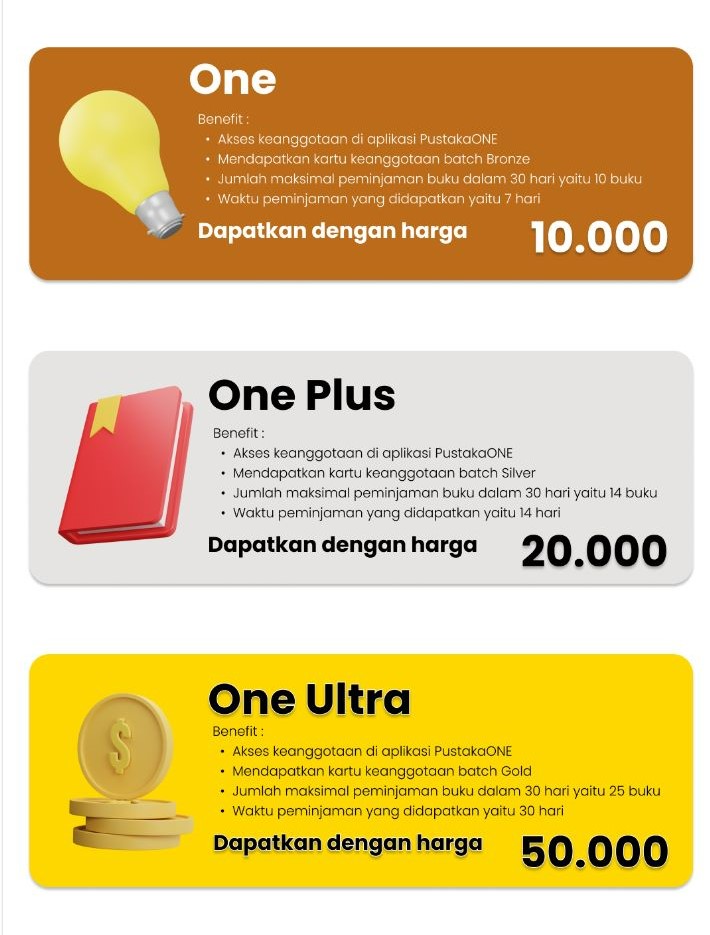 One
Benefit :
• Akses keanggotaan di aplikasi PustakaONE
• Mendapatkan kartu keanggotaan batch Bronze
• Jumlah maksimal peminjaman buku dalam 30 hari yaitu 10 buku
• Waktu peminjaman yang didapatkan yaitu 7 hari
Dapatkan dengan harga 10.000
One Plus
Benefit :
• Akses keanggotaan di aplikasi PustakaONE
• Mendapatkan kartu keanggotaan batch Silver
• Jumlah maksimal peminjaman buku dalam 30 hari yaitu 14 buku
• Waktu peminjaman yang didapatkan yaitu 14 hari
Dapatkan dengan harga 20.000
One Ultra
Benefit :
• Akses keanggotaan di aplikasi PustakaONE
• Mendapatkan kartu keanggotaan batch Gold
• Jumlah maksimal peminjaman buku dalam 30 hari yaitu 25 buku
• Waktu peminjaman yang didapatkan yaitu 30 hari
$
Dapatkan dengan harga 50.000